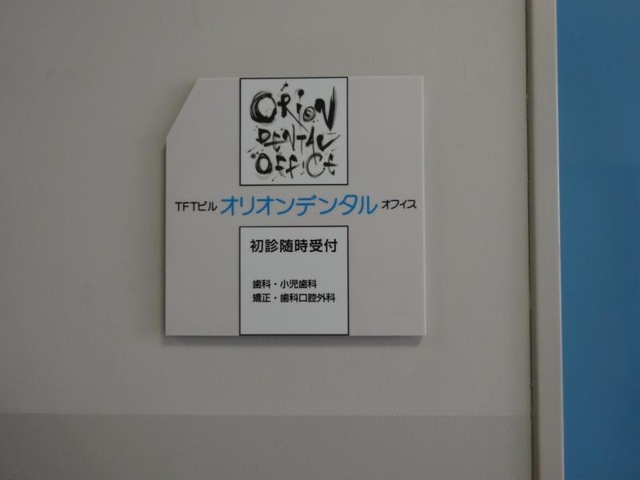 ORiON
DENTAL
OFFICE
TFTビル オリオンデンタル オフィス
初診随時受付
歯科・小児歯科
矯正・歯科口腔外科